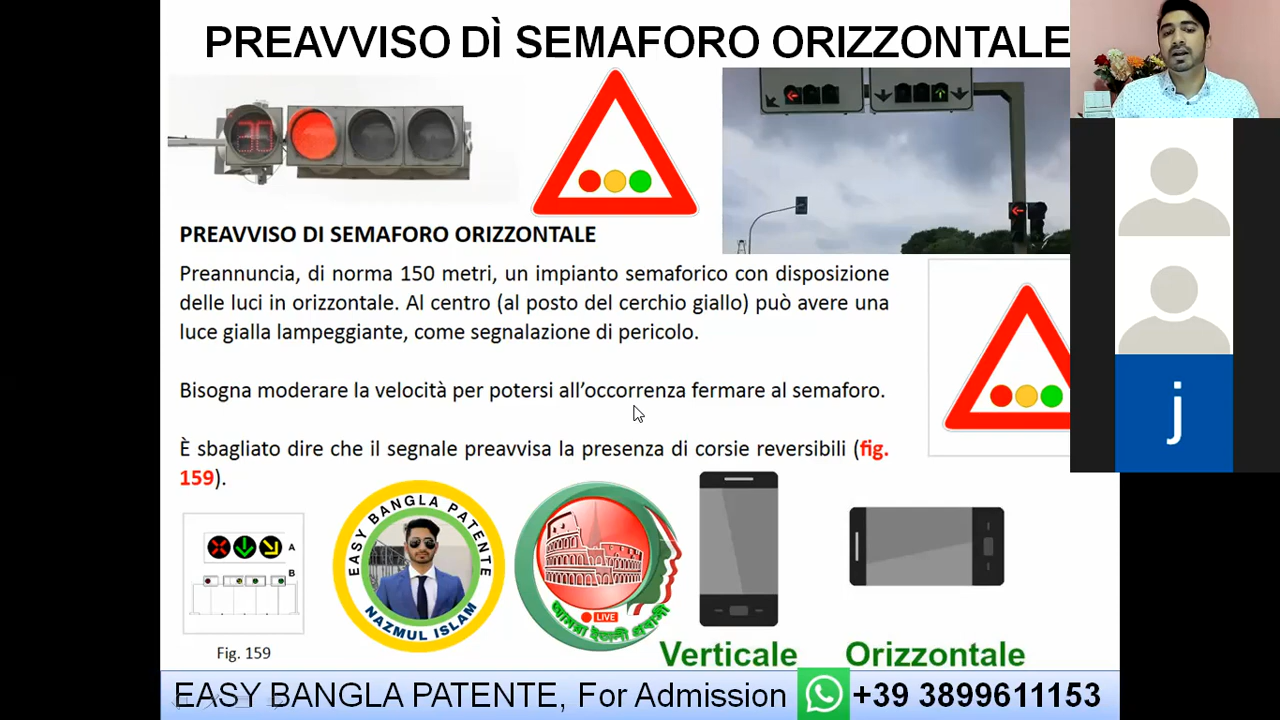 PREAVVISO DÌ SEMAFORO ORIZZONTALE
30
PREAVVISO DI SEMAFORO ORIZZONTALE
Preannuncia, di norma 150 metri, un impianto semaforico con disposizione
delle luci in orizzontale. Al centro (al posto del cerchio giallo) può avere una
luce gialla lampeggiante, come segnalazione di pericolo.
Bisogna moderare la velocità per potersi all'occorrenza fermare al semaforo.
È sbagliato dire che il segnale preavvisa la presenza di corsie reversibili (fig.
159).
A
B
Fig. 159
EASY BANGLA PATENTE
NAZMUL ISLAM
LIVE
আমরা ইতালী প্রবাসী
Verticale
Orizzontale
j
EASY BANGLA PATENTE, For Admission +39 3899611153